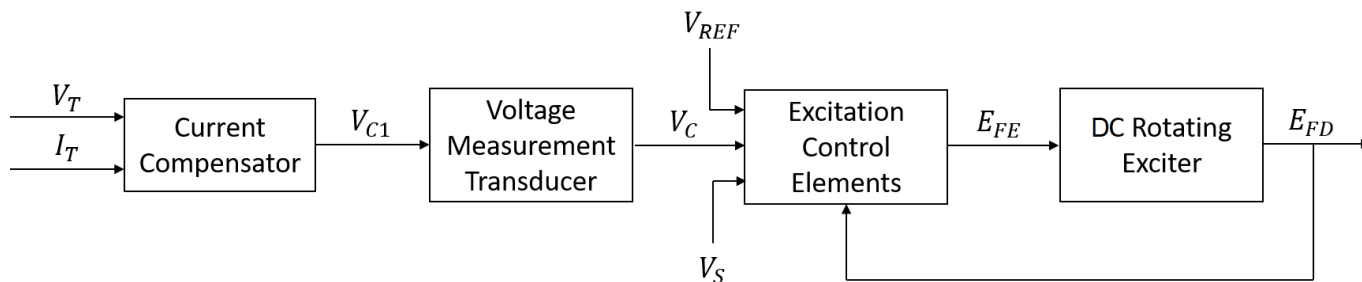 V_REF
V_T
I_T
Current
Compensator
V_C1
Voltage
Measurement
Transducer
V_C
V_S
Excitation
Control
Elements
E_FE
DC Rotating
Exciter
E_FD